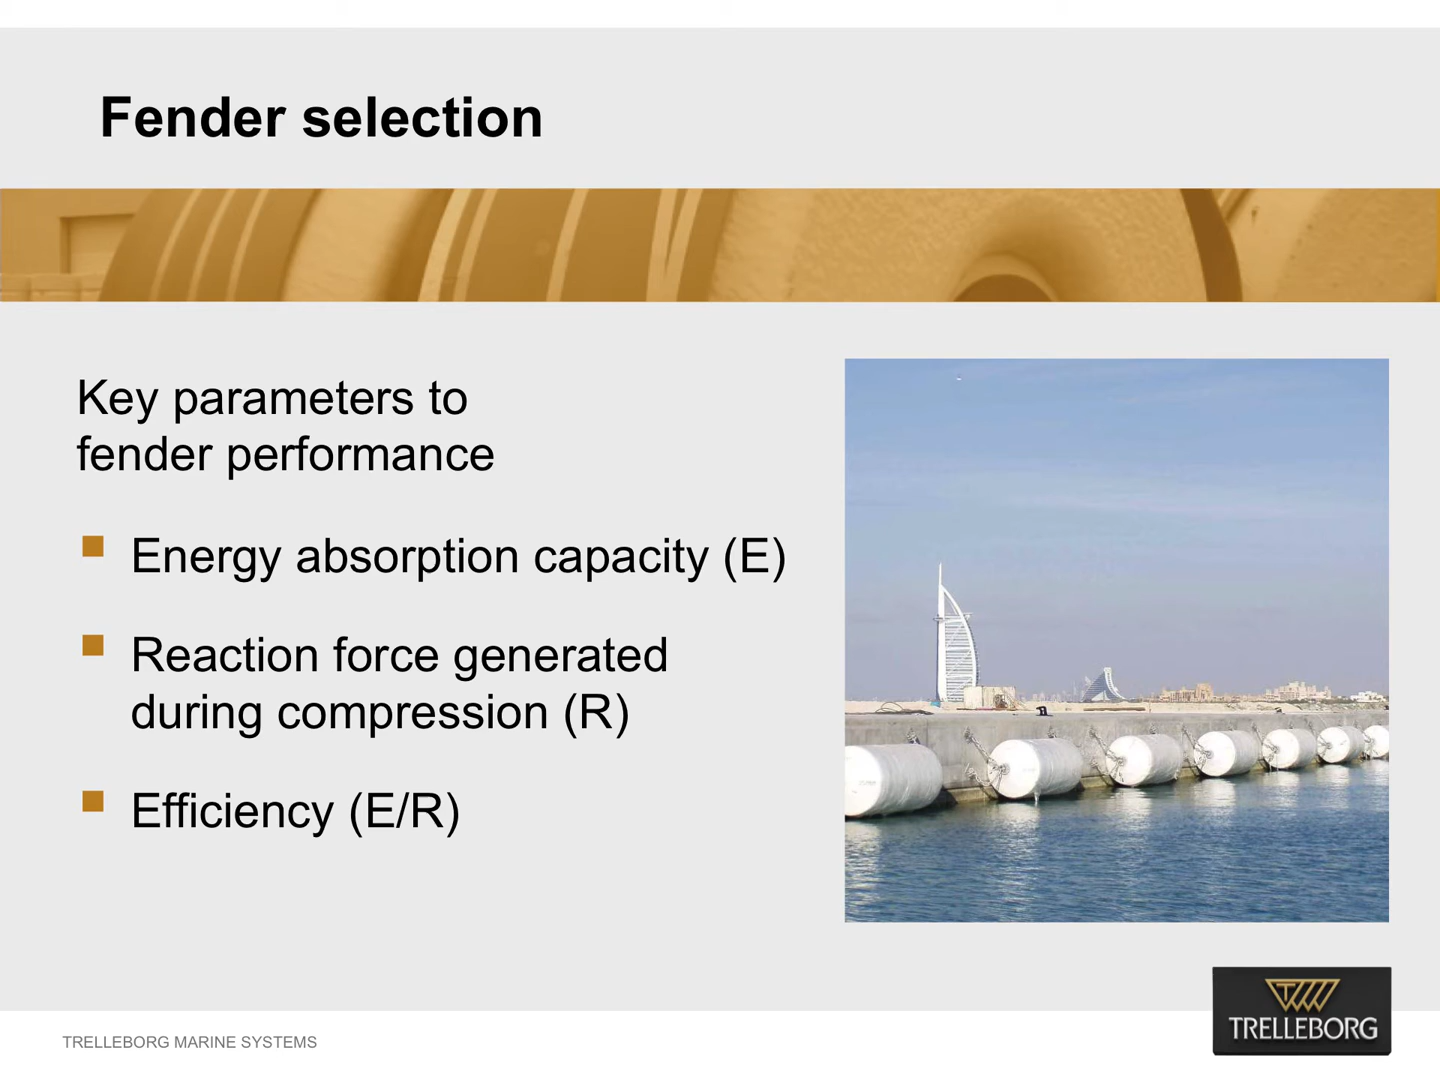 Fender selection
Key parameters to
fender performance
Energy absorption capacity (E)
Reaction force generated
during compression (R)
Efficiency (E/R)
TRELLEBORG MARINE SYSTEMS
TRELLEBORG